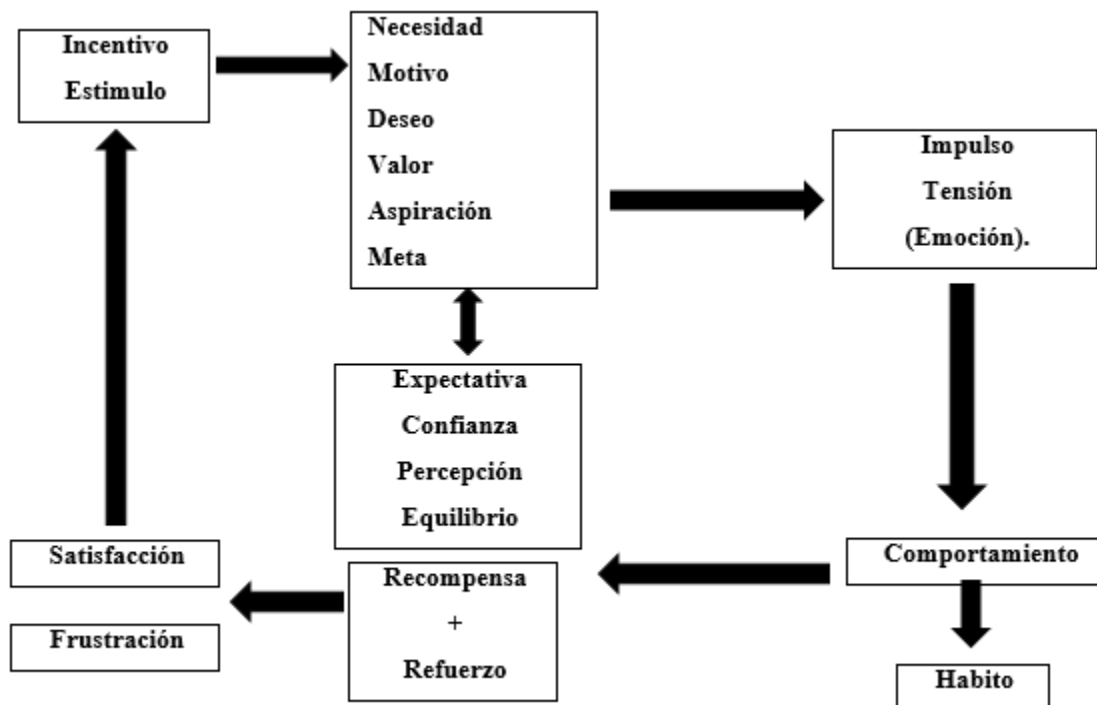 Incentivo
Estimulo
Necesidad
Motivo
Deseo
Valor
Aspiración
Meta
Impulso
Tensión
(Emoción).
Expectativa
Confianza
Percepción
Equilibrio
Comportamiento
Habito
Recompensa
+
Refuerzo
Satisfacción
Frustración